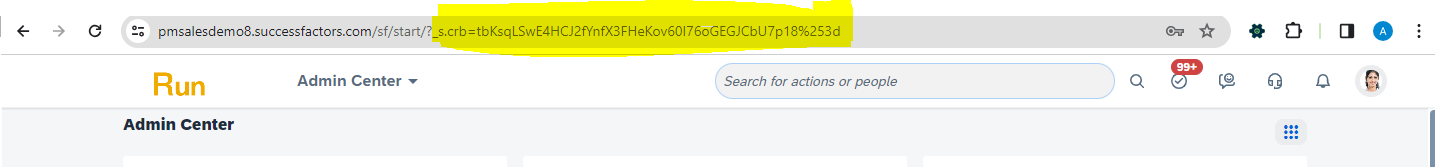 pmsalesdemo8.successfactors.com/sf/start/?_s.crb=tbKsqLSwE4HCJ2fYnfX3FHeKov60I76oGEGJCbU7p18%253d A
Run Admin Center Search for actions or people 99+
Admin Center